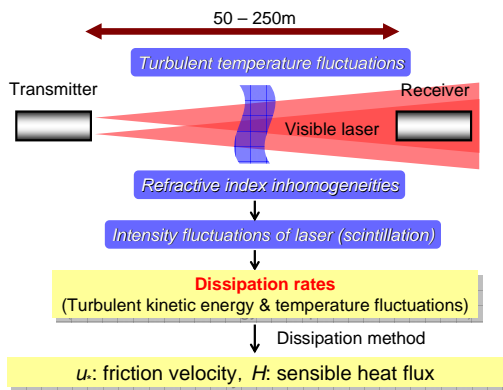 50 – 250m
Turbulent temperature fluctuations
Transmitter
Receiver
Visible laser
Refractive index inhomogeneities
Intensity fluctuations of laser (scintillation)
Dissipation rates
(Turbulent kinetic energy & temperature fluctuations)
Dissipation method
u*: friction velocity, H: sensible heat flux